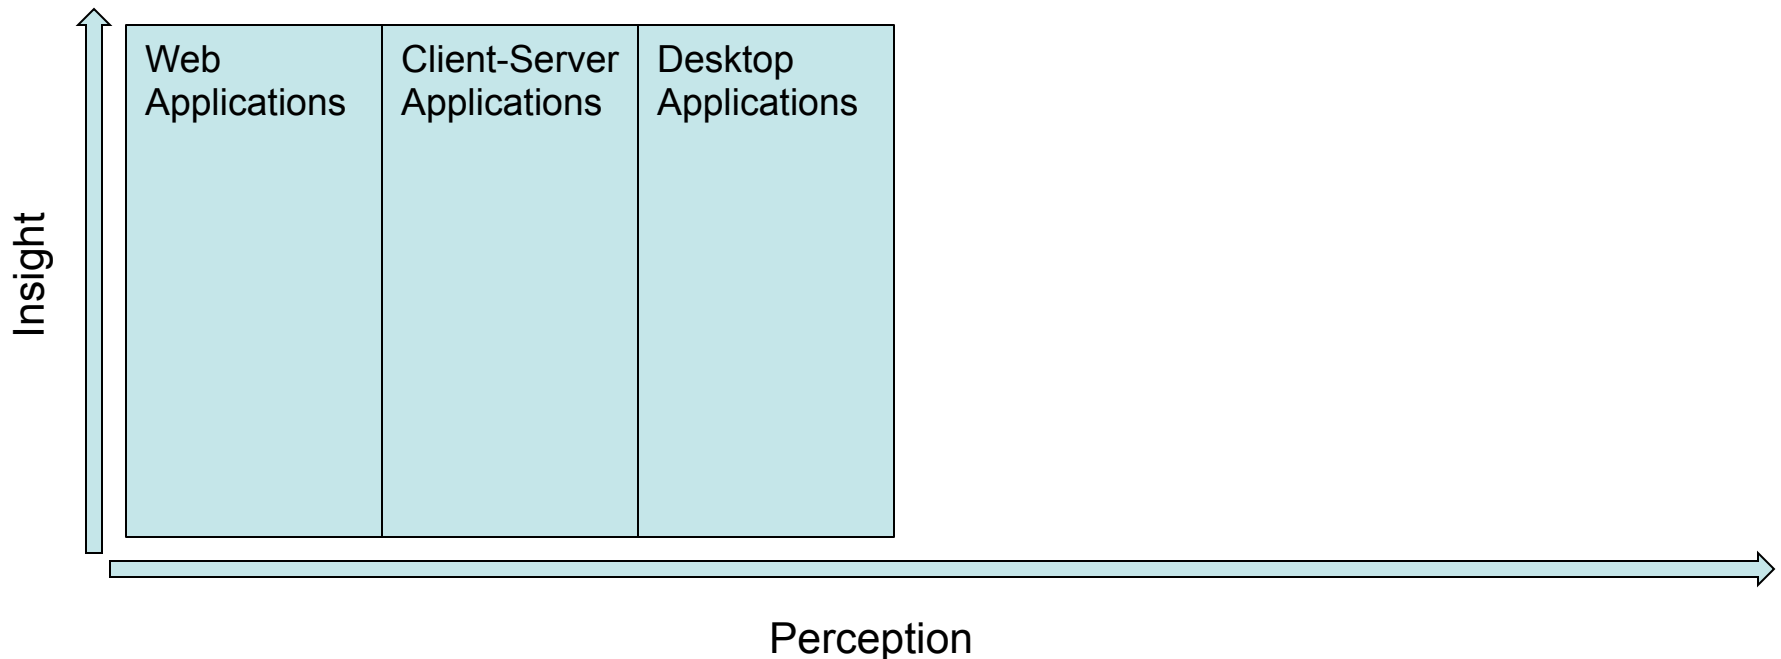 Web
Applications
Client-Server
Applications
Desktop
Applications
Insight
Perception